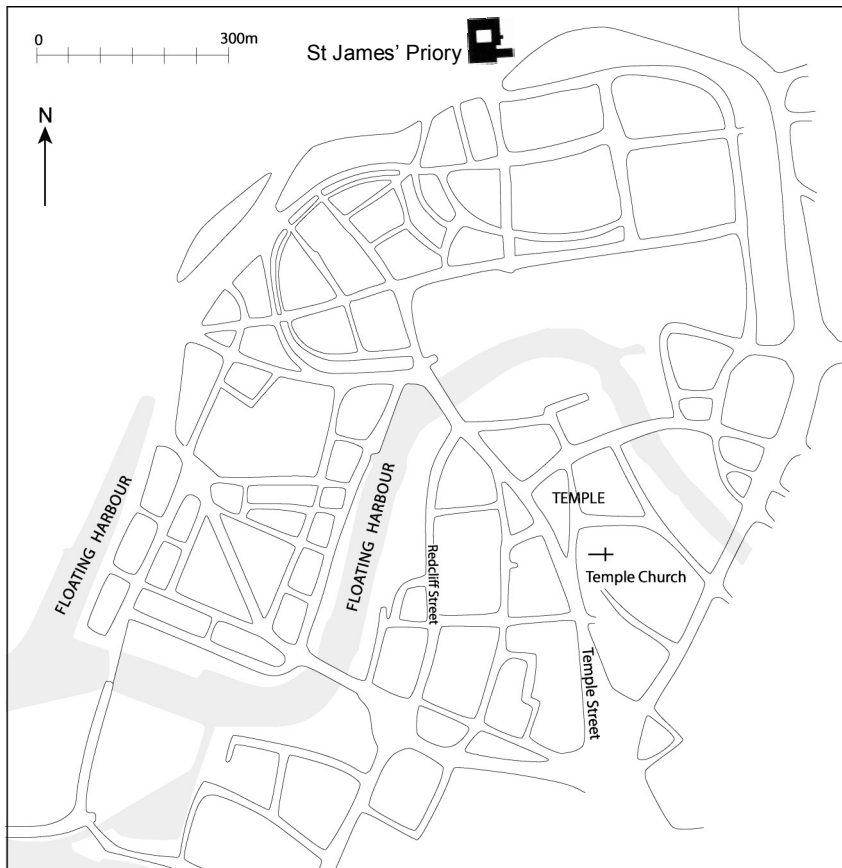 0 300m
St James’ Priory
N
TEMPLE
FLOATING HARBOUR
FLOATING HARBOUR
Redcliff Street
Temple Church
Temple Street